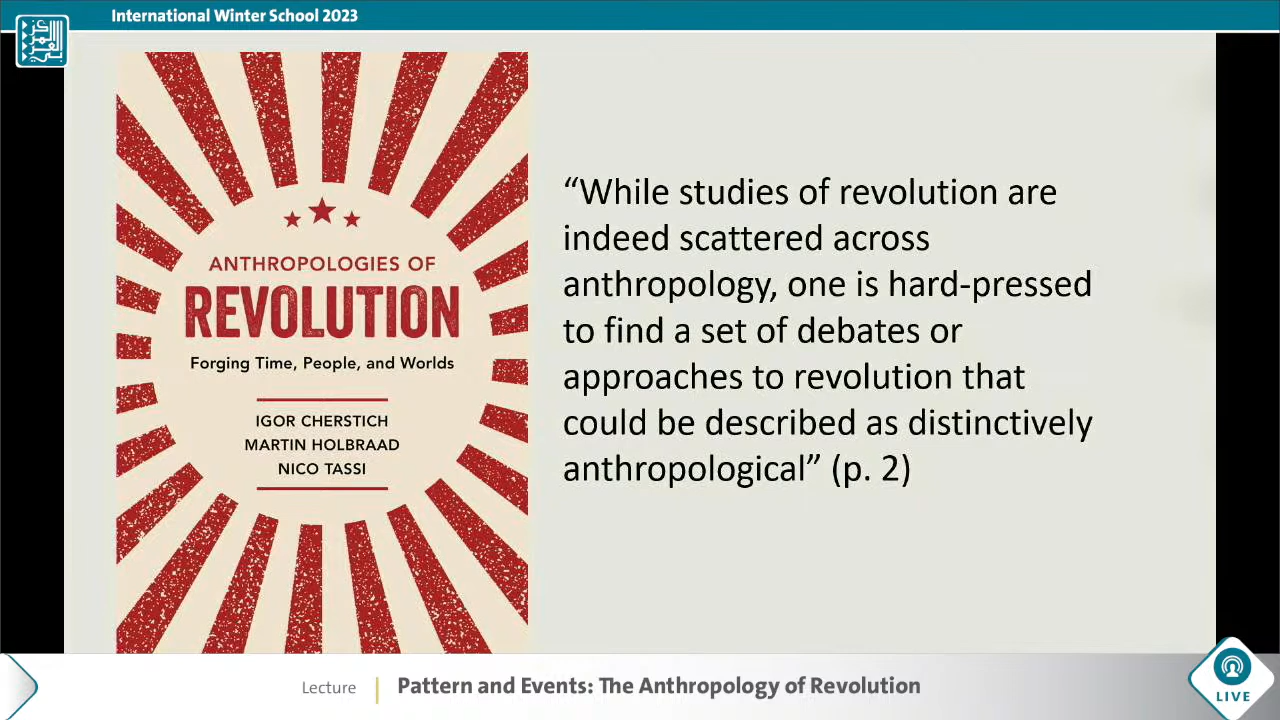 International Winter School 2023
ANTHROPOLOGIES OF
REVOLUTION
Forging Time, People, and Worlds
IGOR CHERSTICH
MARTIN HOLBRAAD
NICO TASSI
“While studies of revolution are
indeed scattered across
anthropology, one is hard-pressed
to find a set of debates or
approaches to revolution that
could be described as distinctively
anthropological” (p. 2)
Lecture
Pattern and Events: The Anthropology of Revolution
LIVE